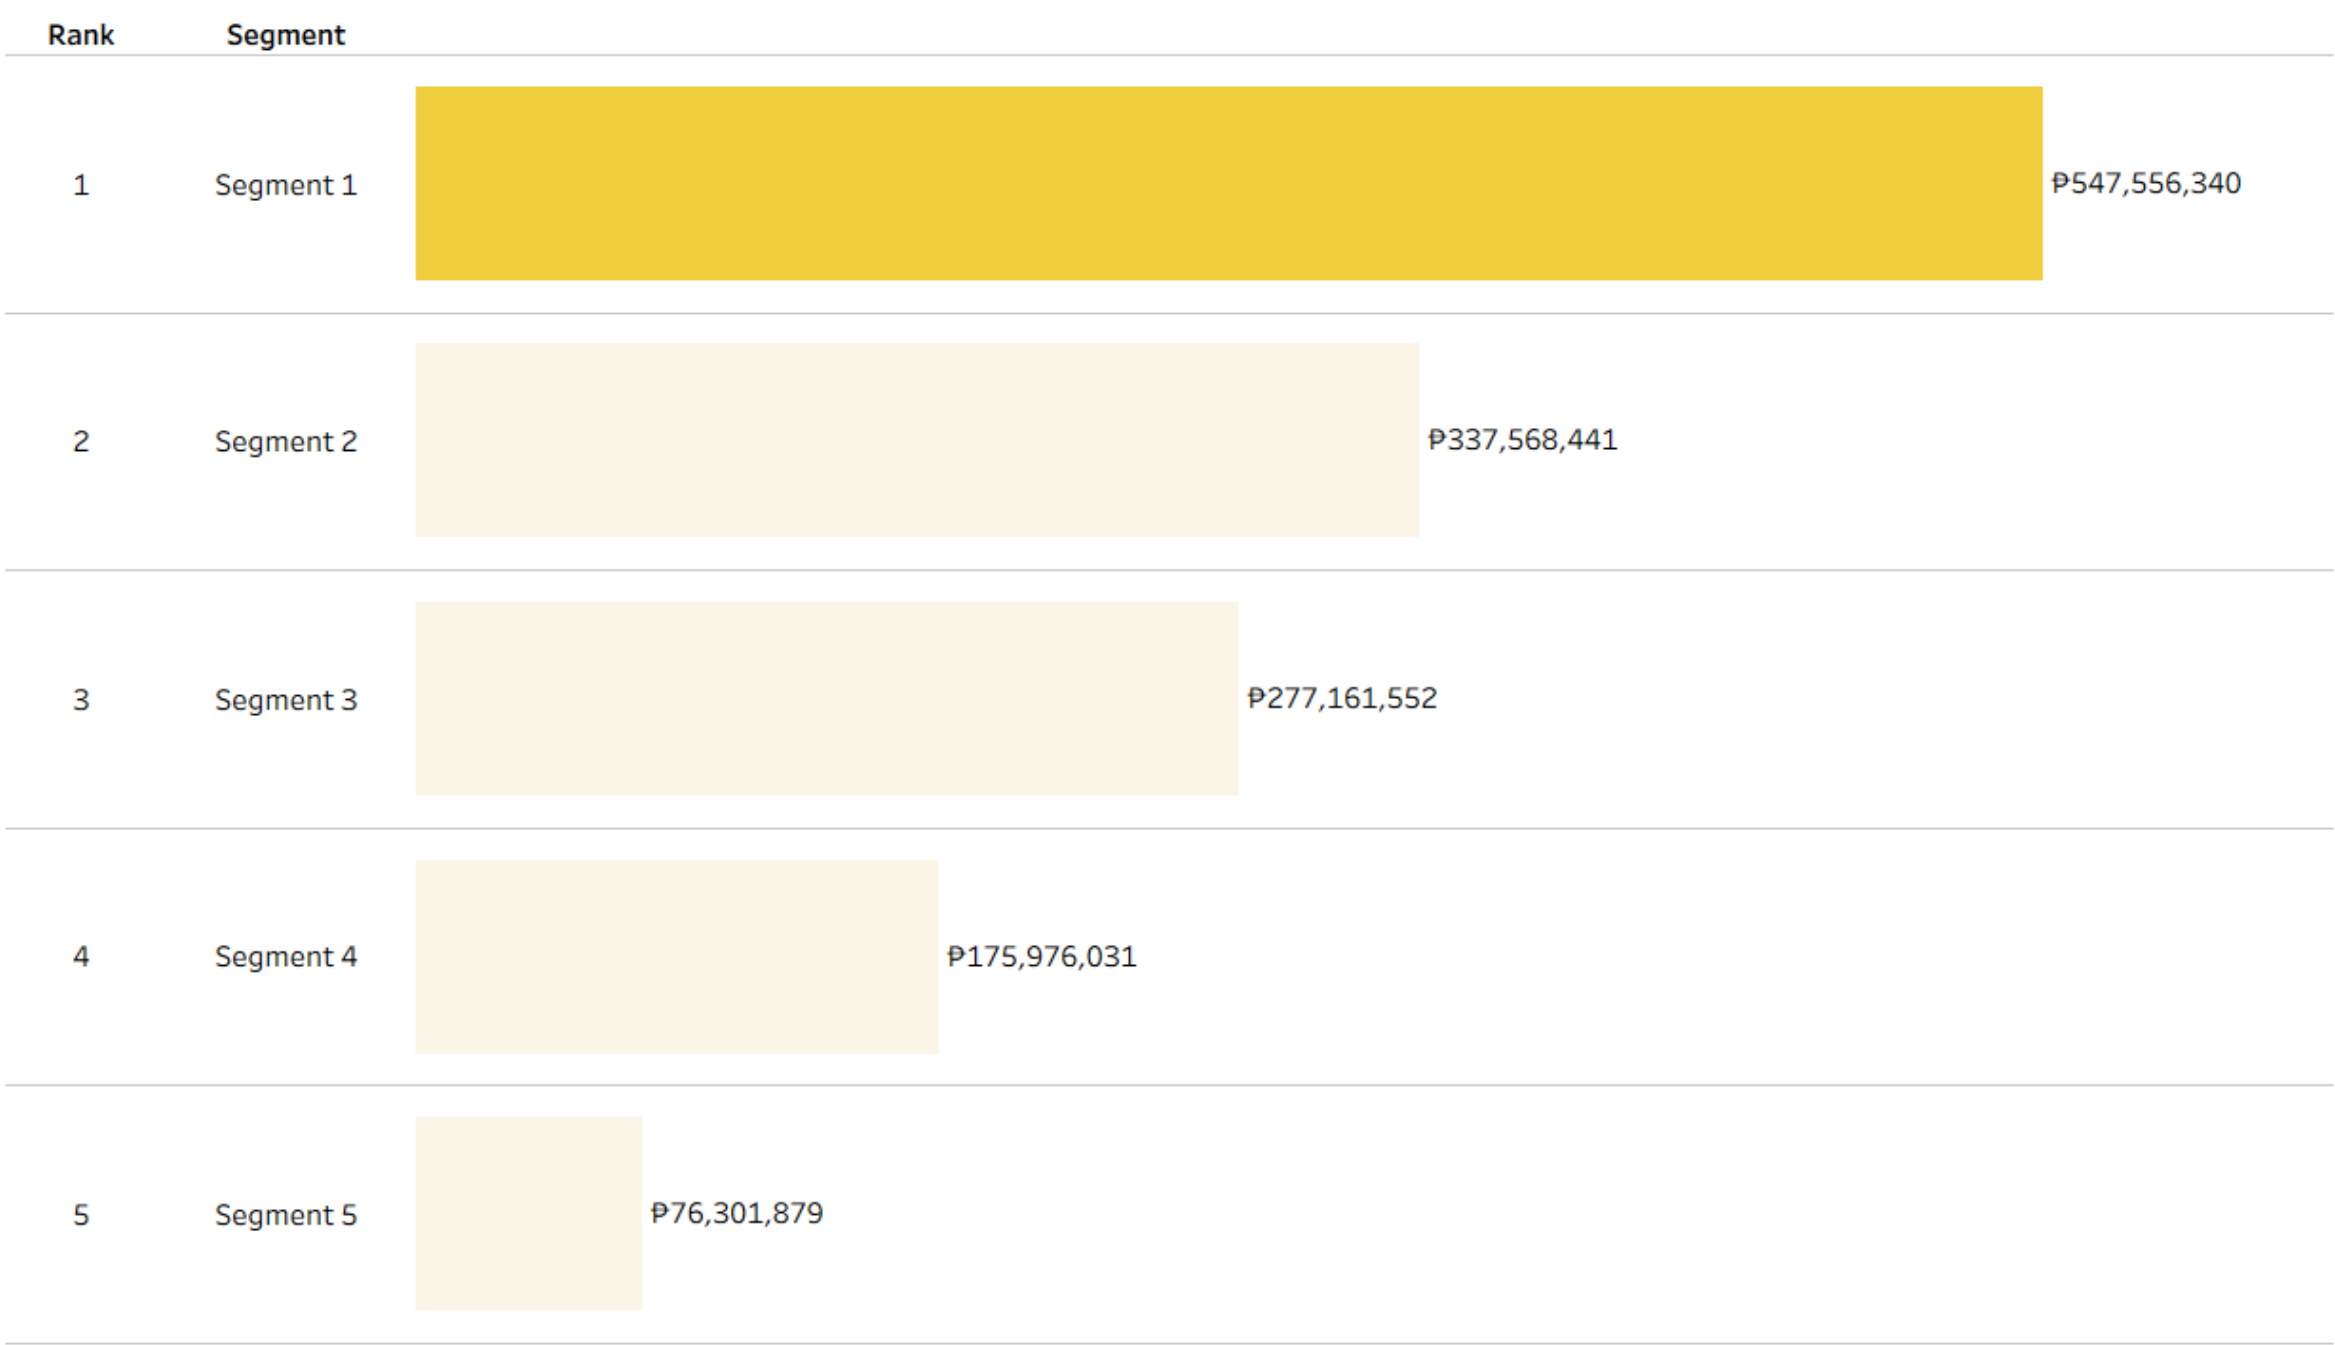 Rank Segment
1 Segment 1 ₱547,556,340
2 Segment 2 ₱337,568,441
3 Segment 3 ₱277,161,552
4 Segment 4 ₱175,976,031
5 Segment 5 ₱76,301,879